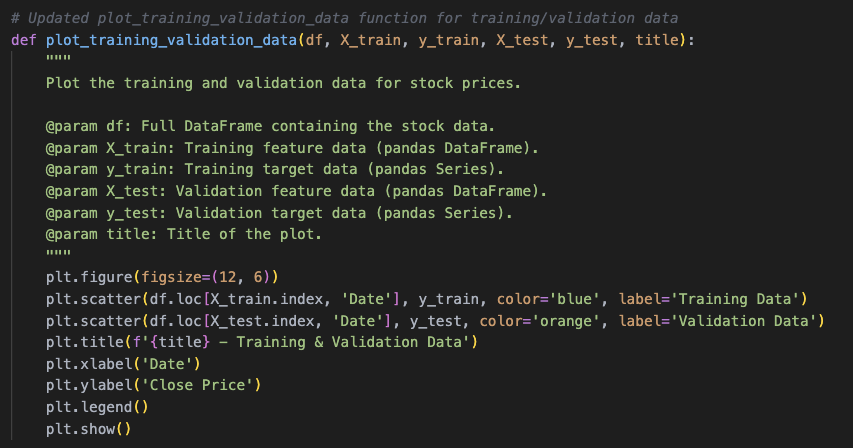 # Updated plot_training_validation_data function for training/validation data
def plot_training_validation_data(df, X_train, y_train, X_test, y_test, title):
    """
    Plot the training and validation data for stock prices.

    @param df: Full DataFrame containing the stock data.
    @param X_train: Training feature data (pandas DataFrame).
    @param y_train: Training target data (pandas Series).
    @param X_test: Validation feature data (pandas DataFrame).
    @param y_test: Validation target data (pandas Series).
    @param title: Title of the plot.
    """
    plt.figure(figsize=(12, 6))
    plt.scatter(df.loc[X_train.index, 'Date'], y_train, color='blue', label='Training Data')
    plt.scatter(df.loc[X_test.index, 'Date'], y_test, color='orange', label='Validation Data')
    plt.title(f'{title} - Training & Validation Data')
    plt.xlabel('Date')
    plt.ylabel('Close Price')
    plt.legend()
    plt.show()